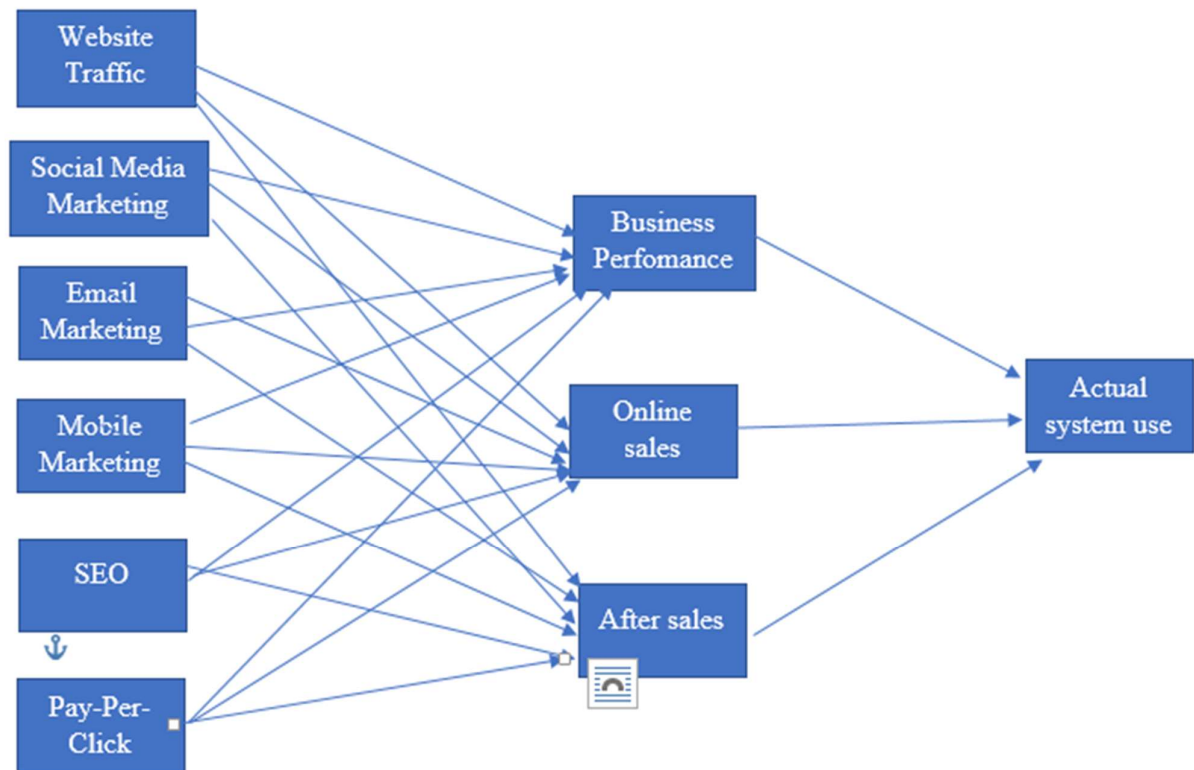 Website
Traffic
Social Media
Marketing
Email
Marketing
Mobile
Marketing
SEO
Pay-Per-
Click
Business
Perfomance
Online
sales
After sales
Actual
system use